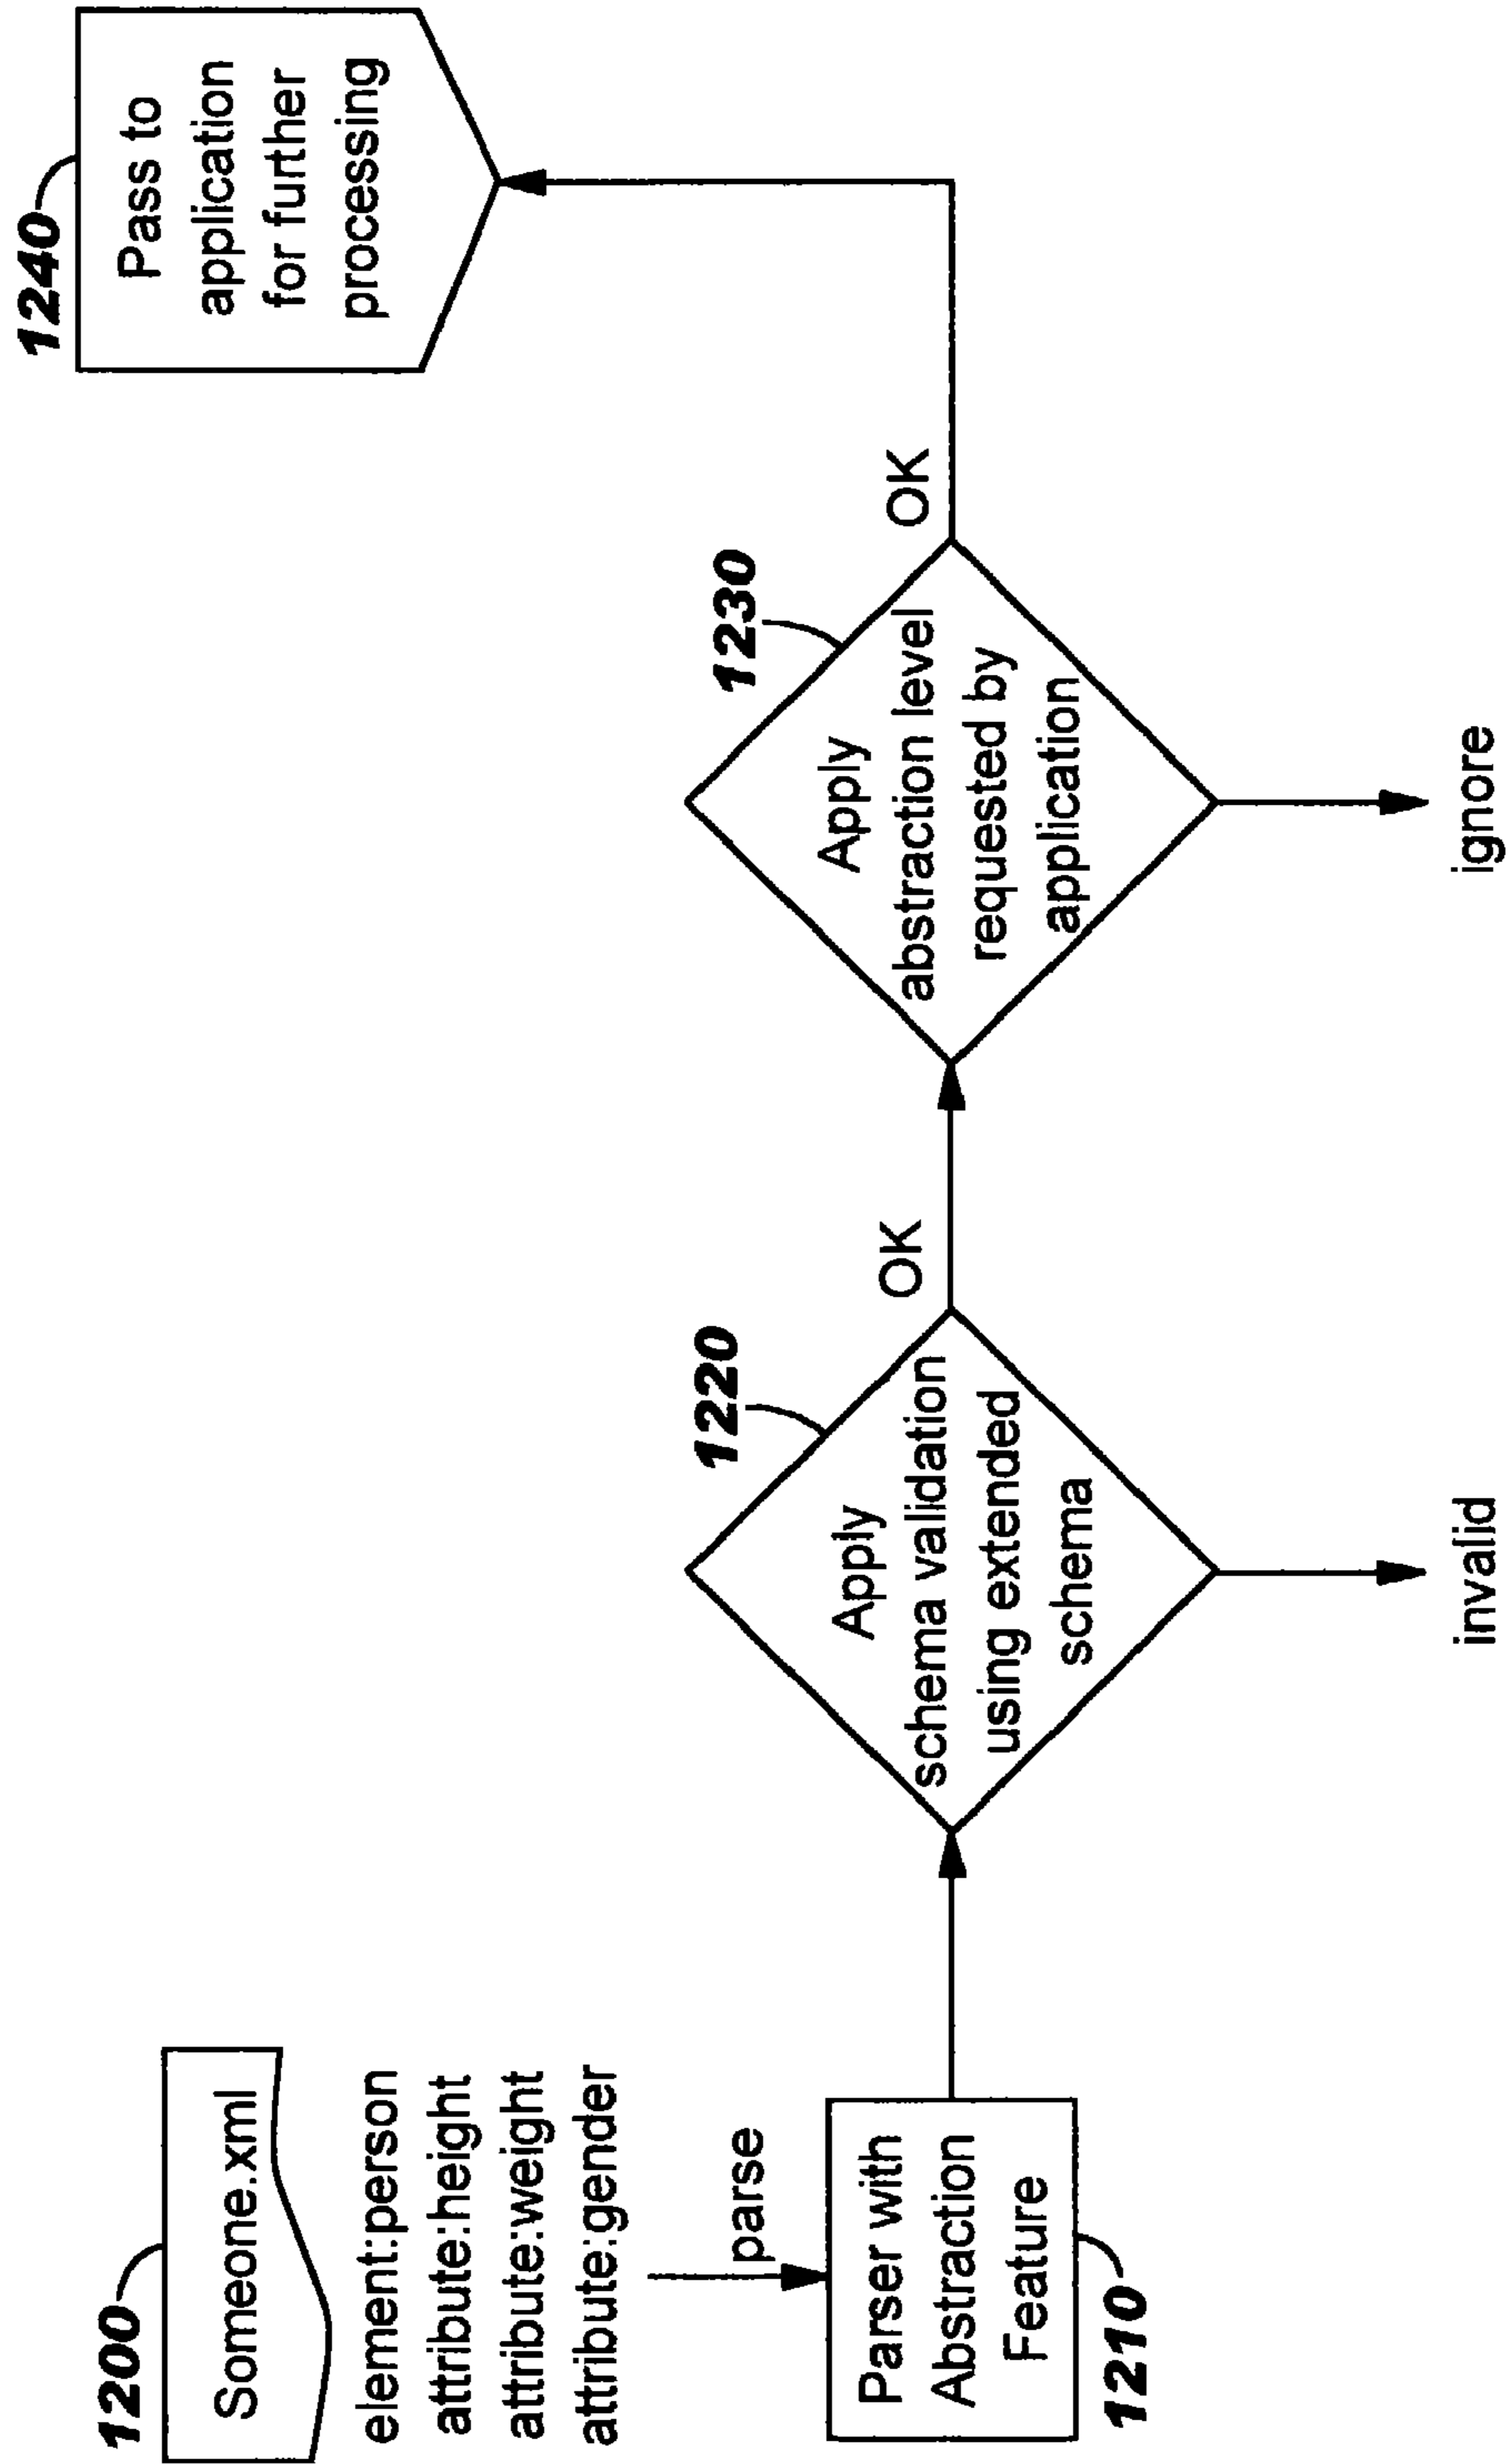 1200
Someone.xml
element:person
attribute:height
attribute:weight
attribute:gender
parse
Parser with
Abstraction
Feature
1210
1220
Apply
schema validation
using extended
schema
OK
invalid
1230
Apply
abstraction level
requested by
application
OK
ignore
1240
Pass to
application
for further
processing